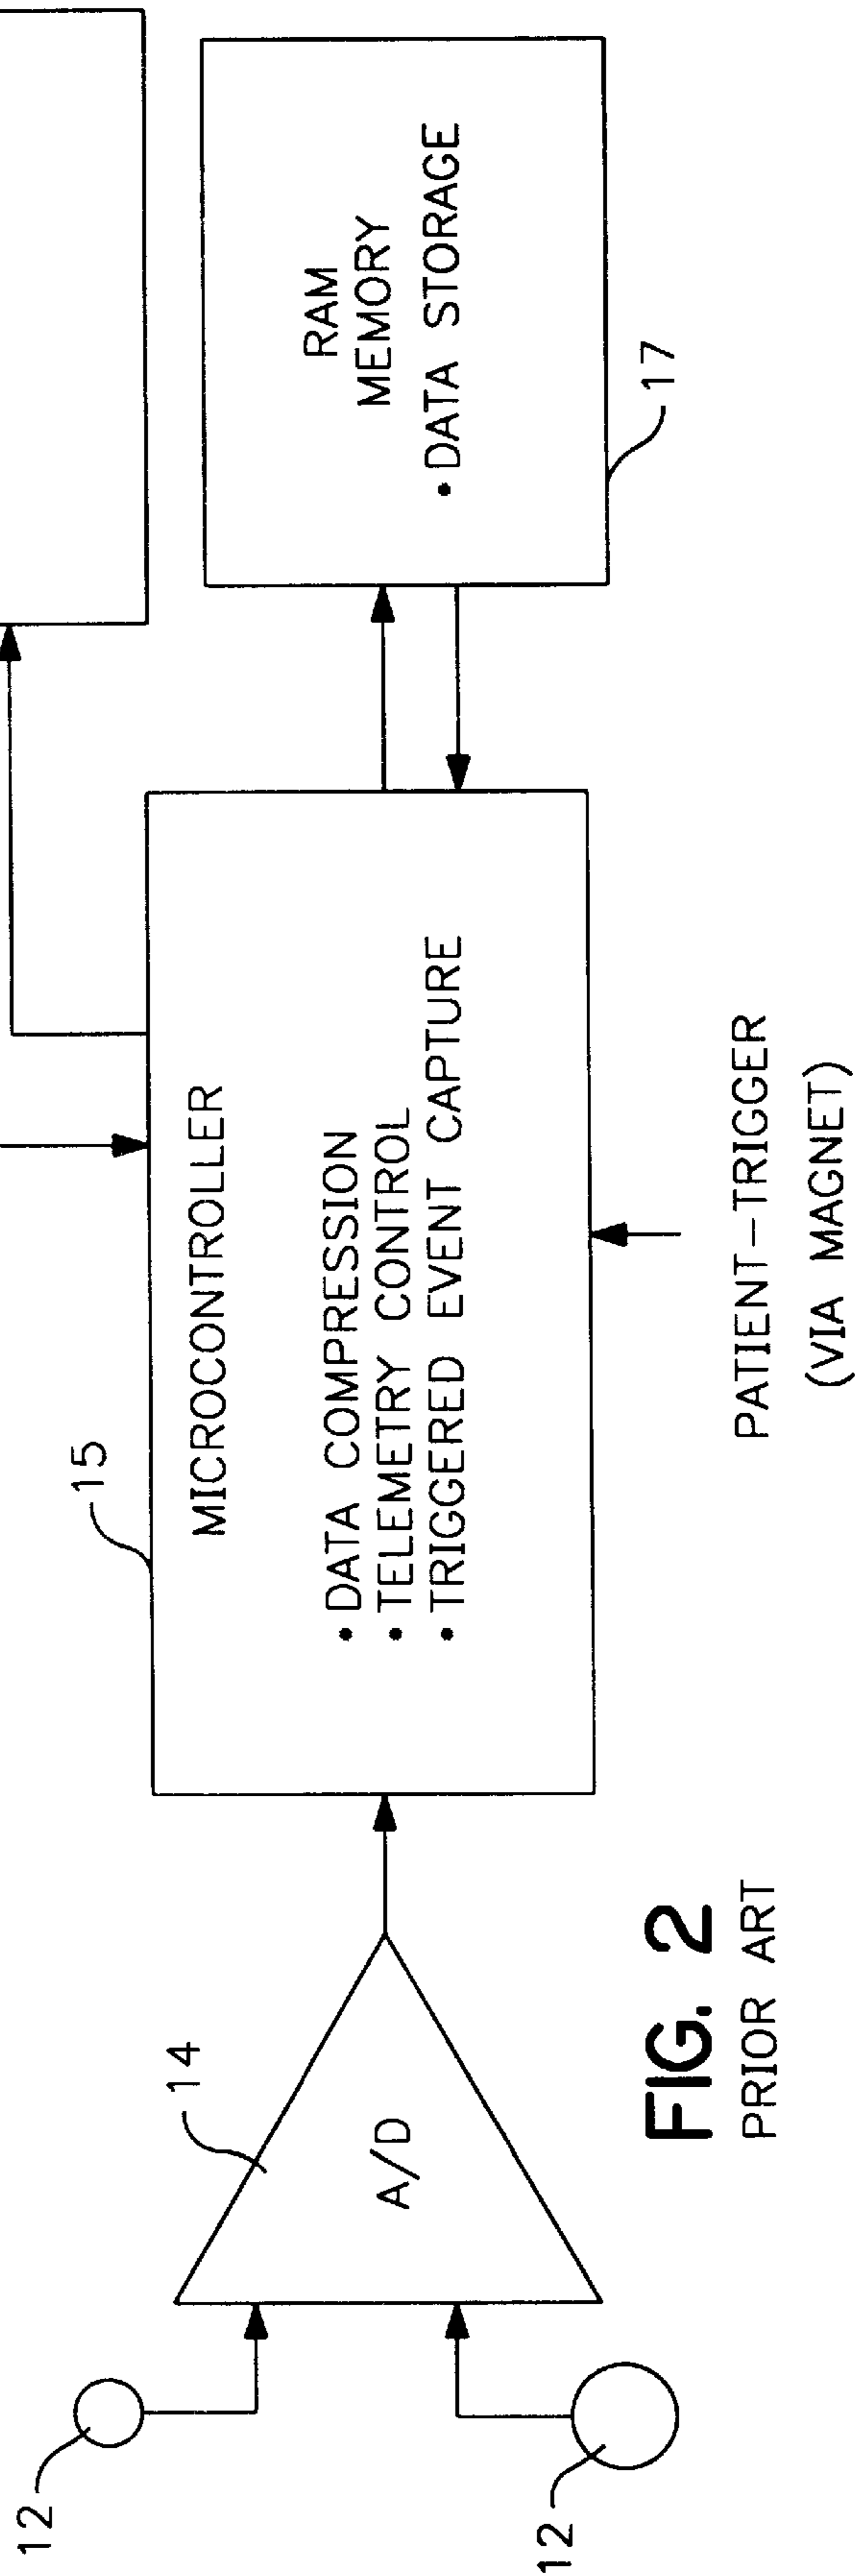 12
12
14
A/D
15
MICROCONTROLLER
• DATA COMPRESSION
• TELEMETRY CONTROL
• TRIGGERED EVENT CAPTURE
RAM
MEMORY
• DATA STORAGE
17
PATIENT-TRIGGER
(VIA MAGNET)
FIG. 2
PRIOR ART